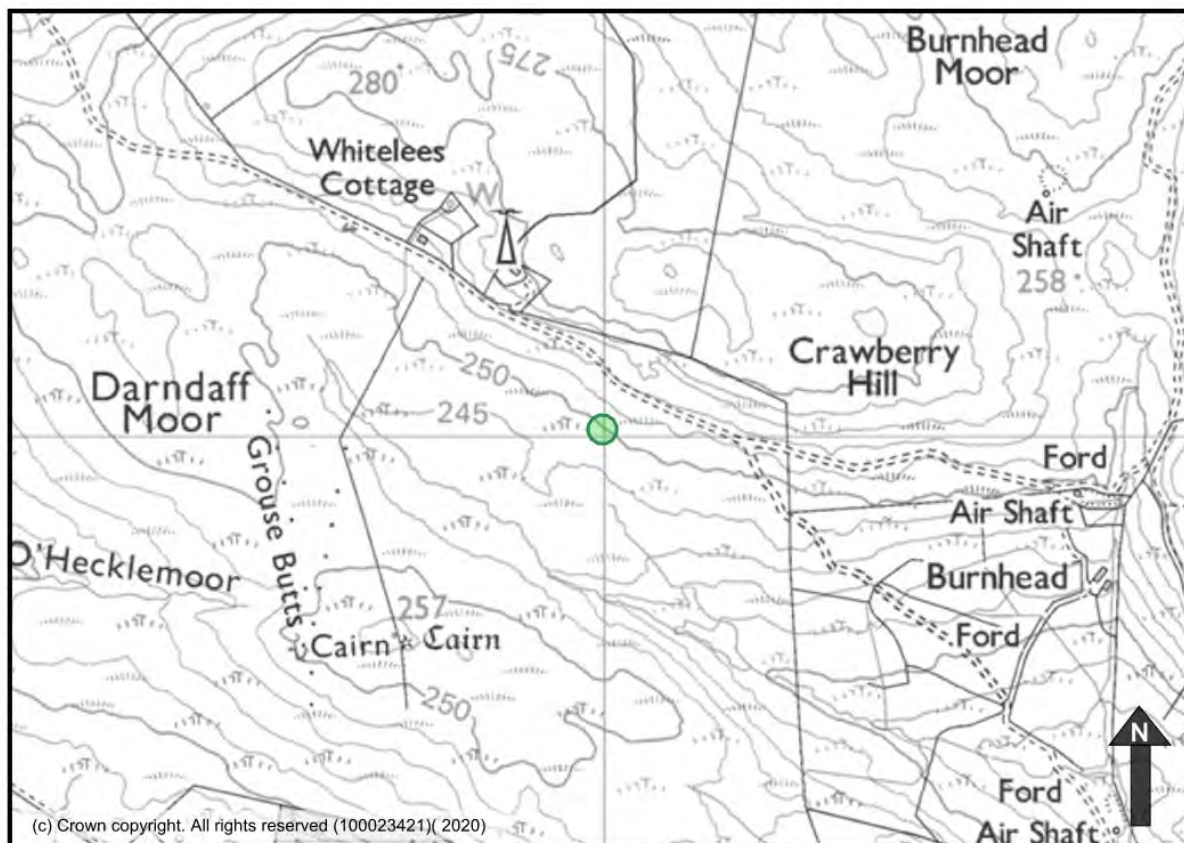 Burnhead
Moor
275
280
Whitelees
Cottage
W
Air
Shaft
258
Crawberry
Hill
250
Darndaff
Moor
245
Grouse Butts
Ford
Air Shaft
O'Hecklemoor
Burnhead
257
Ford
Cairn
Cairn
250
N
Ford
Air Shaft
(c) Crown copyright. All rights reserved (100023421)( 2020)